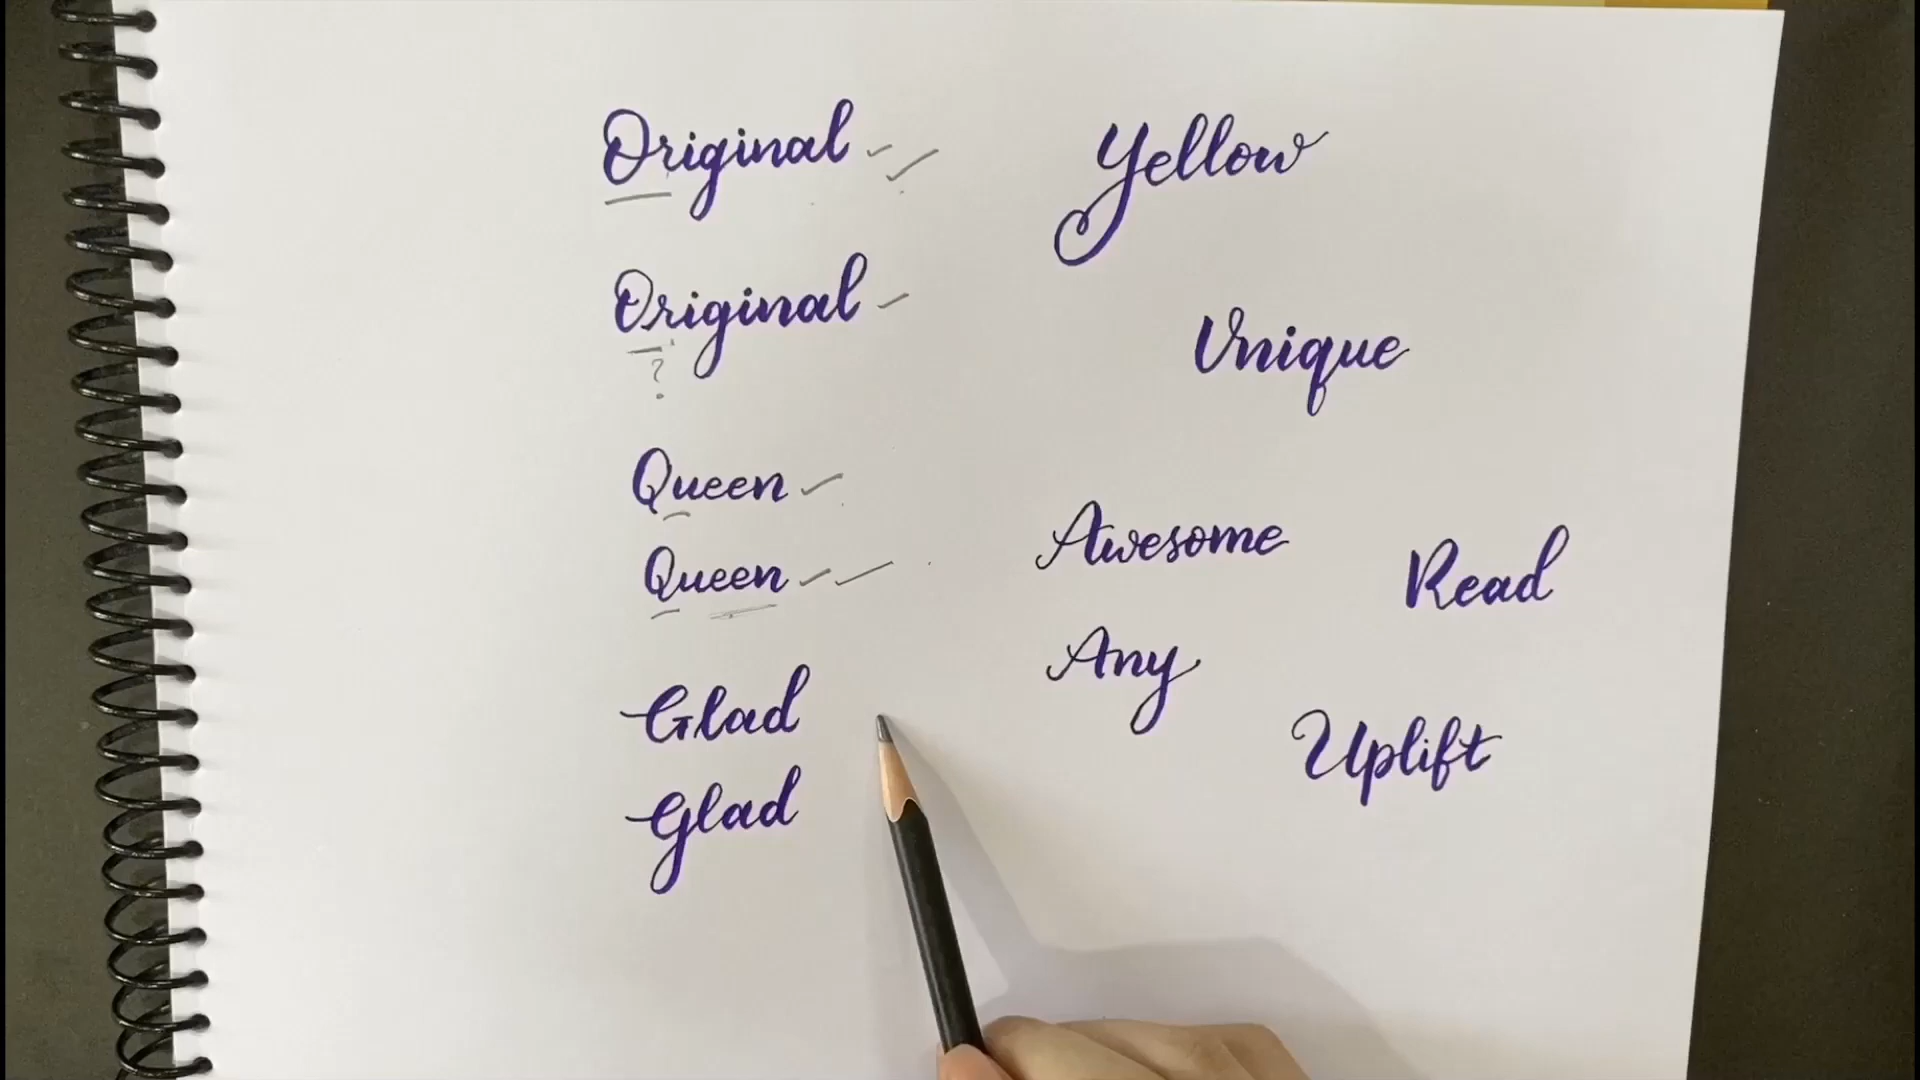 Original
Original
?
Queen
Queen
Glad
Glad
Yellow
Unique
Awesome
Read
Any
Uplift